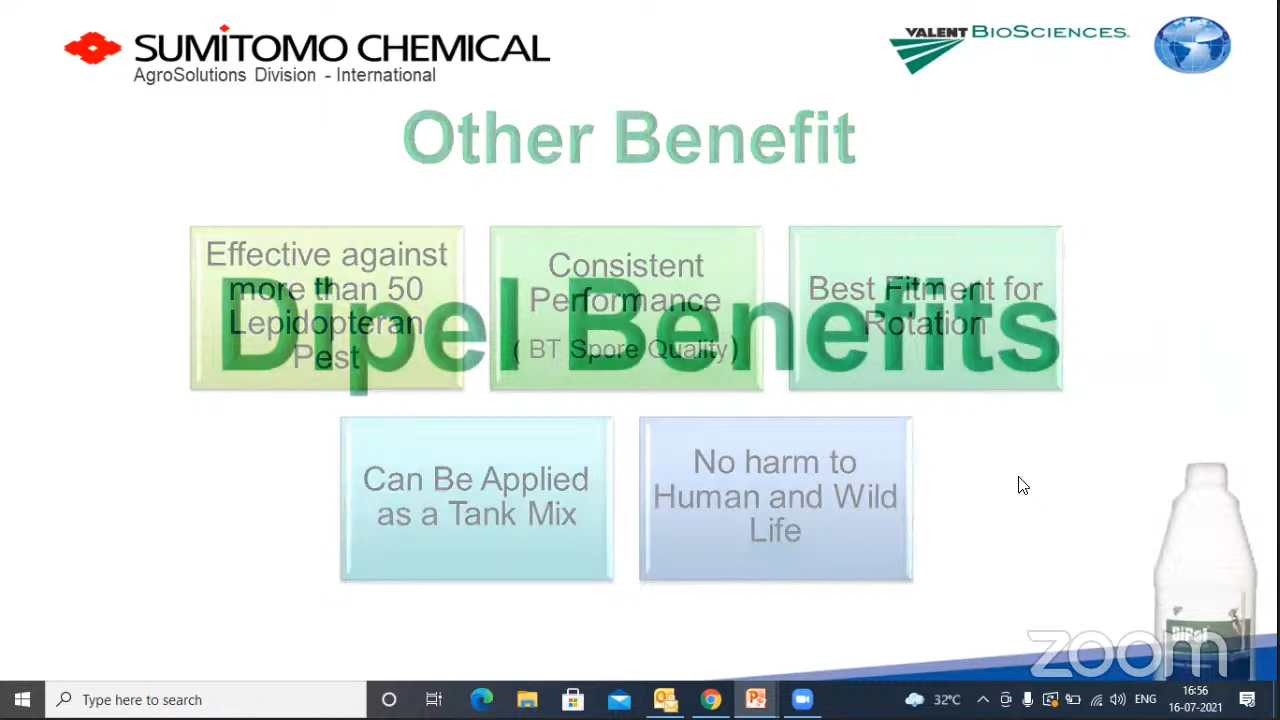 SUMITOMO CHEMICAL
AgroSolutions Division - International
VALENT BIOSCIENCES.
Other Benefit
Effective against
more than 50
Lepidopteran
Pest
Consistent
Performance
( BT Spore Quality)
Best Fitment for
Rotation
Dipel Benefits
Can Be Applied
as a Tank Mix
No harm to
Human and Wild
Life
DiPel
zoom
Type here to search
32°C
ENG
16:56
16-07-2021